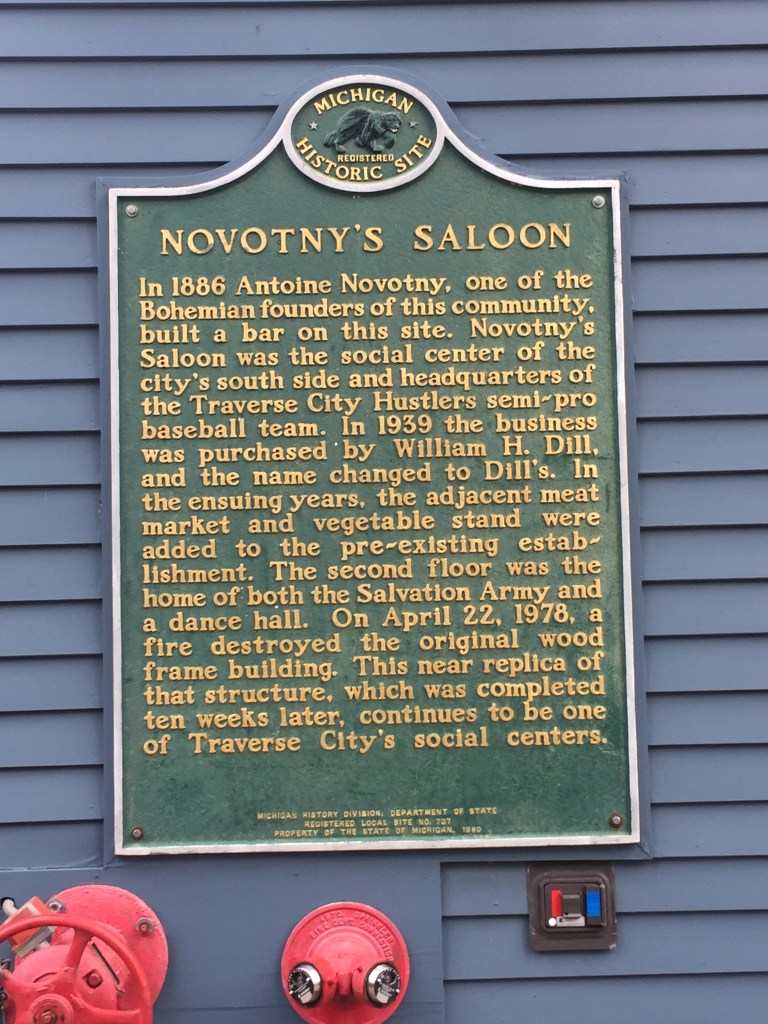 MICHIGAN
REGISTERED
HISTORIC SITE
NOVOTNY'S SALOON
In 1886 Antoine Novotny, one of the
Bohemian founders of this community,
built a bar on this site. Novotny's
Saloon was the social center of the
city's south side and headquarters of
the Traverse City Hustlers semi-pro
baseball team. In 1939 the business
was purchased by William H. Dill,
and the name changed to Dill's. In
the ensuing years, the adjacent meat
market and vegetable stand were
added to the pre-existing estab-
lishment. The second floor was the
home of both the Salvation Army and
a dance hall. On April 22, 1978, a
fire destroyed the original wood
frame building. This near replica of
that structure, which was completed
ten weeks later, continues to be one
of Traverse City's social centers.
MICHIGAN HISTORY DIVISION, DEPARTMENT OF STATE
REGISTERED LOCAL SITE NO. 737
PROPERTY OF THE STATE OF MICHIGAN, 1980
AUTO. SPRINKLER